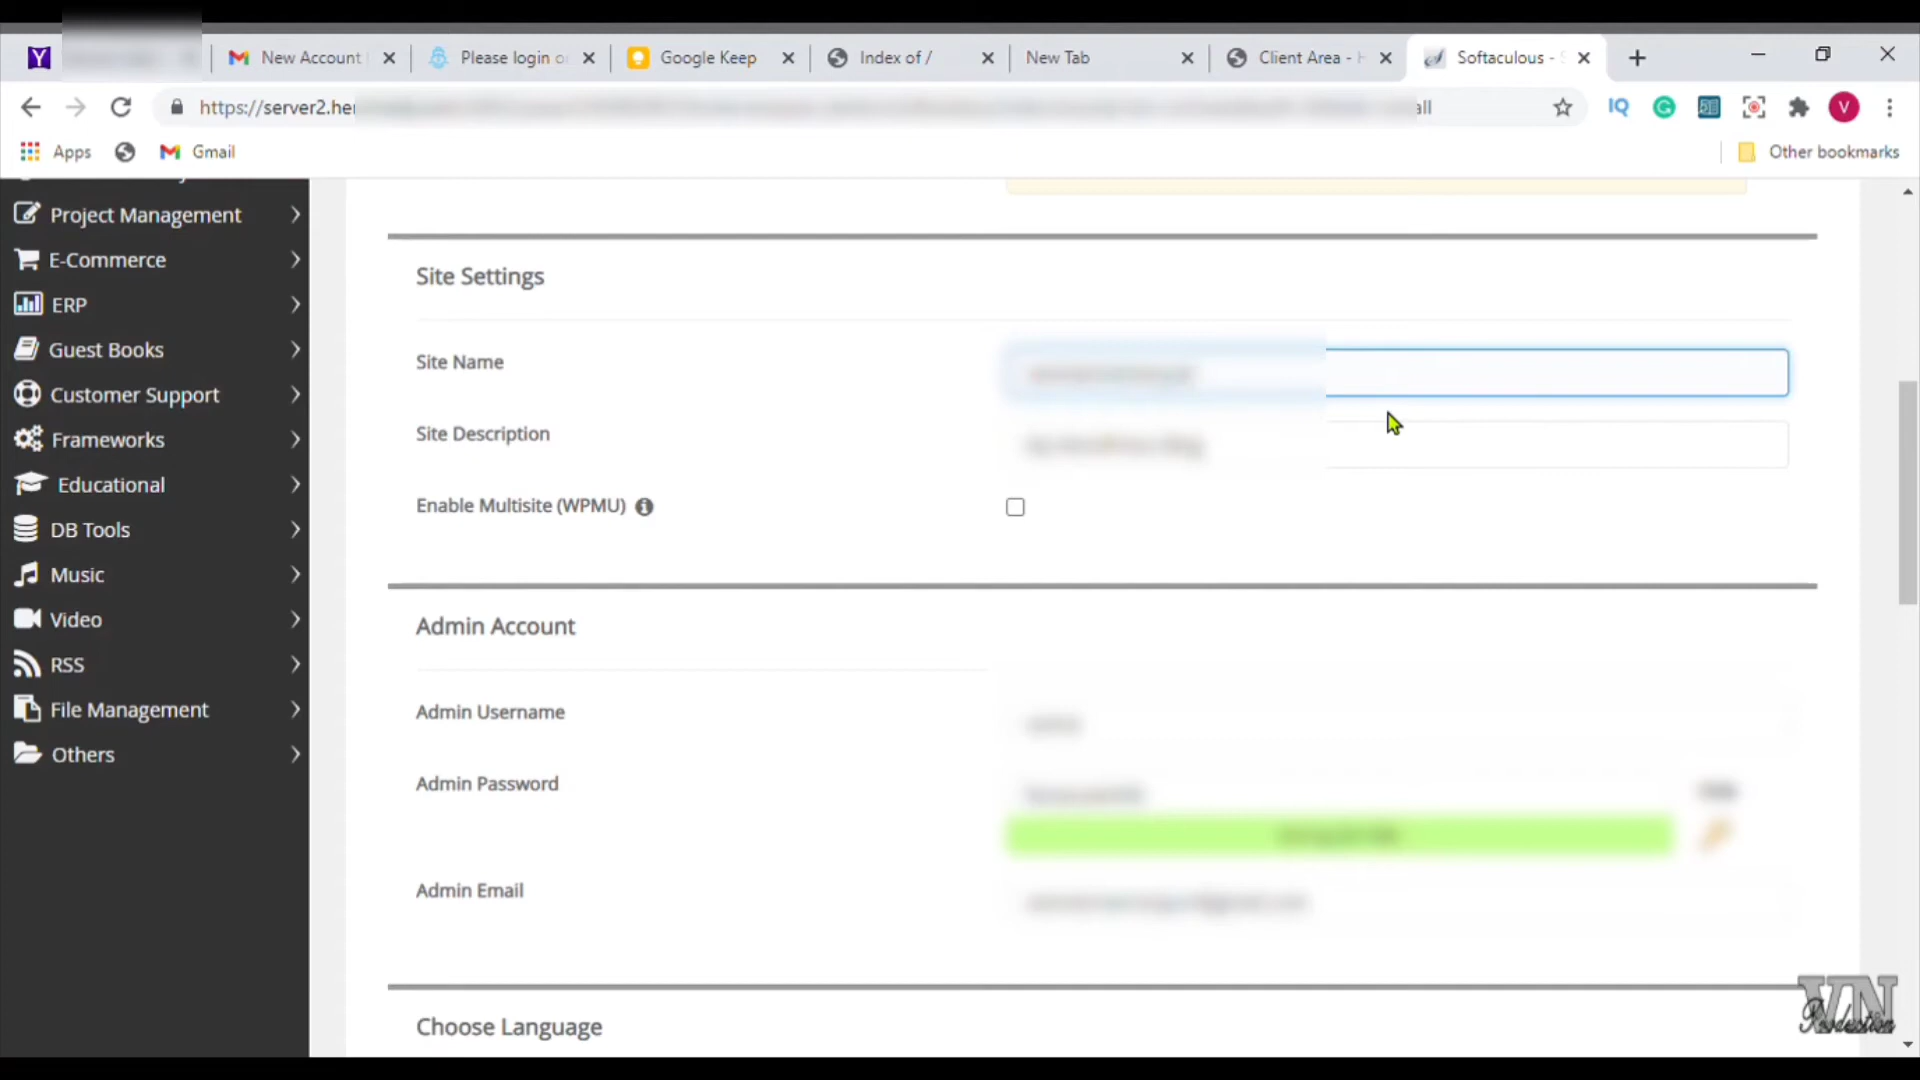 New Account
Please login o
Google Keep
Index of /
New Tab
Client Area - H
Softaculous - S
https://server2.he
all
Apps
Gmail
Other bookmarks
V
Project Management
E-Commerce
ERP
Guest Books
Customer Support
Frameworks
Educational
DB Tools
Music
Video
RSS
File Management
Others
Site Settings
Site Name
Site Description
Enable Multisite (WPMU)
Admin Account
Admin Username
Admin Password
Admin Email
Choose Language
VN
Production